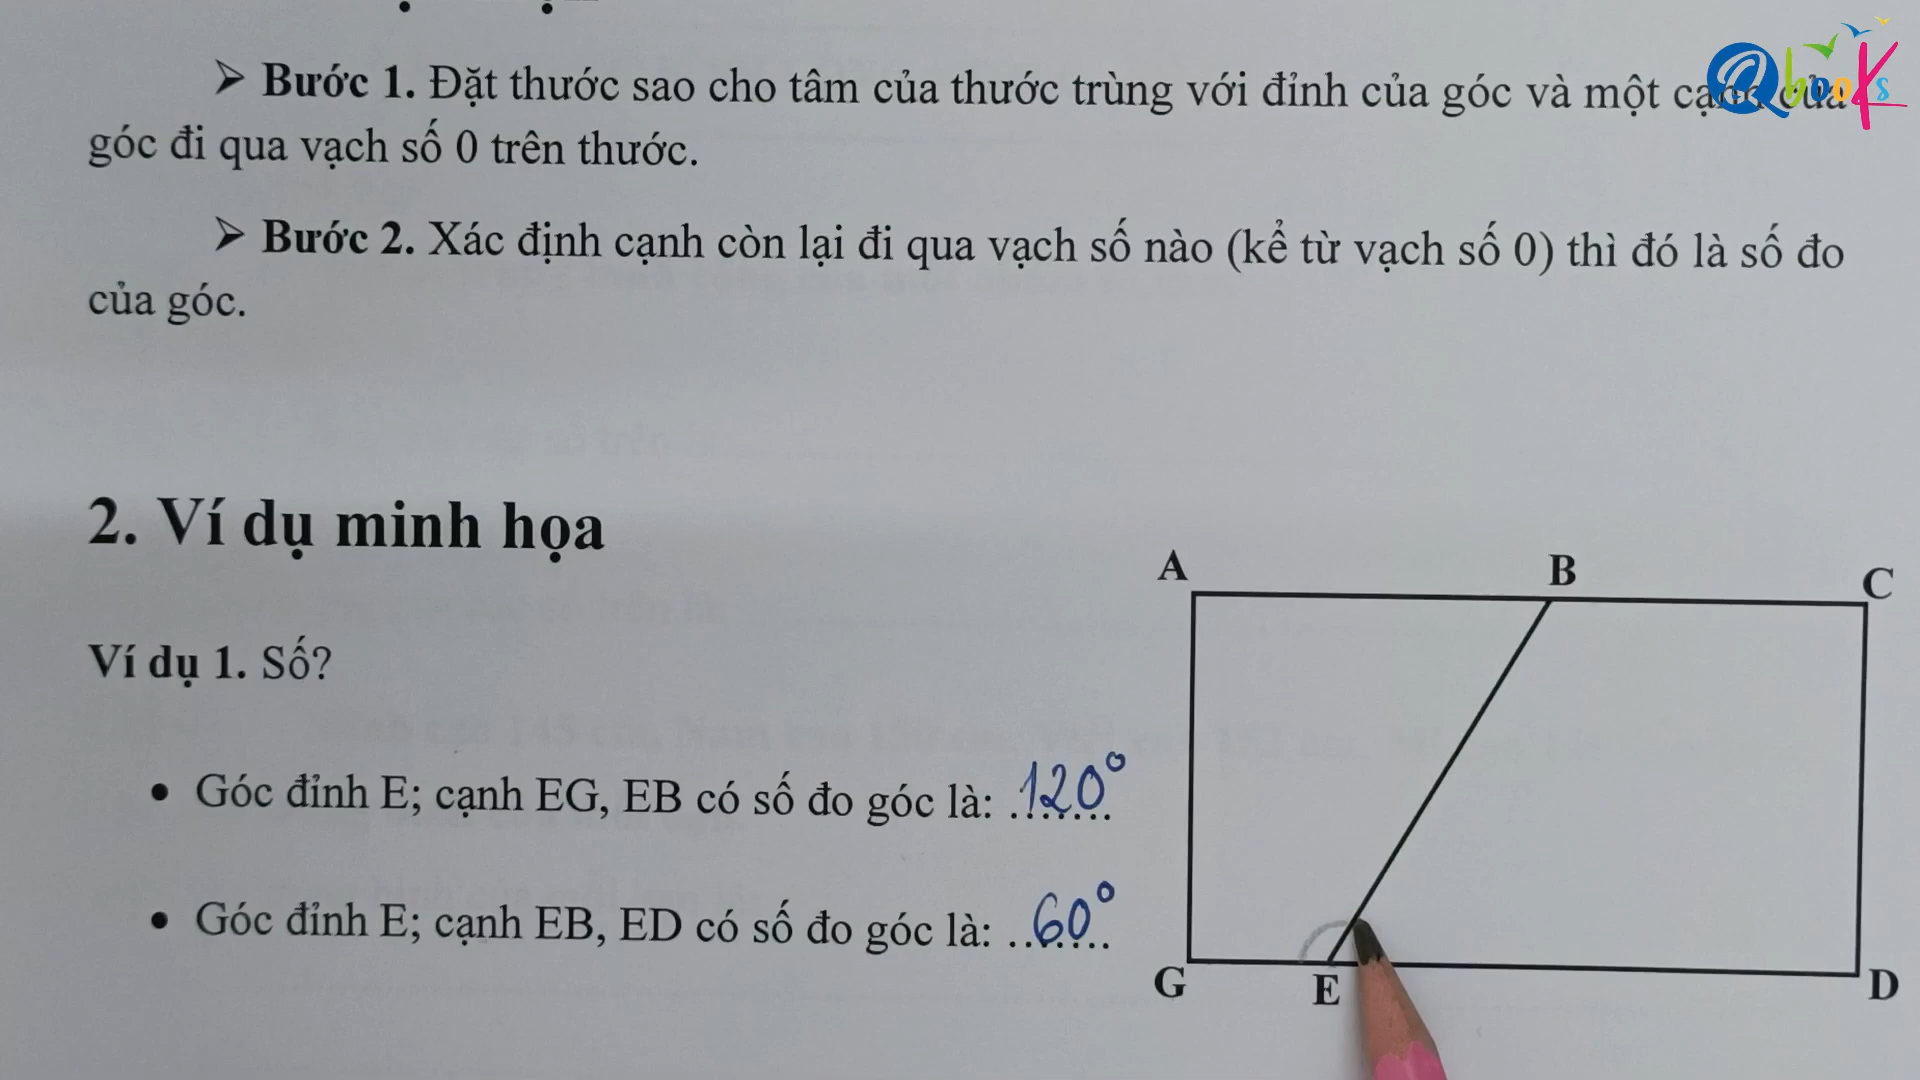 Qbooks
➤ Bước 1. Đặt thước sao cho tâm của thước trùng với đỉnh của góc và một cạnh của
góc đi qua vạch số 0 trên thước.
➤ Bước 2. Xác định cạnh còn lại đi qua vạch số nào (kể từ vạch số 0) thì đó là số đo
của góc.
2. Ví dụ minh họa
Ví dụ 1. Số?
• Góc đỉnh E; cạnh EG, EB có số đo góc là: .120°
• Góc đỉnh E; cạnh EB, ED có số đo góc là: ..60°
A
B
C
G
E
D